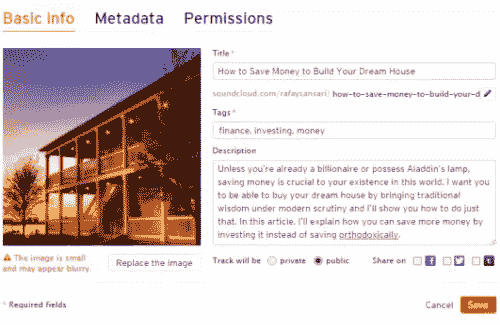 Basic Info Metadata Permissions
Title *
How to Save Money to Build Your Dream House
soundcloud.com/rafaysansari/ how-to-save-money-to-build-your-d
Tags *
finance, investing, money
Description
Unless you're already a billionaire or possess Aladdin's lamp,
saving money is crucial to your existence in this world. I want you
to be able to buy your dream house by bringing traditional
wisdom under modern scrutiny and I'll show you how to do just
that. In this article, I'll explain how you can save more money by
investing it instead of saving orthodoxically.
The image is small
and may appear blurry.
Replace the image
Track will be private public Share on
* Required fields
Cancel Save